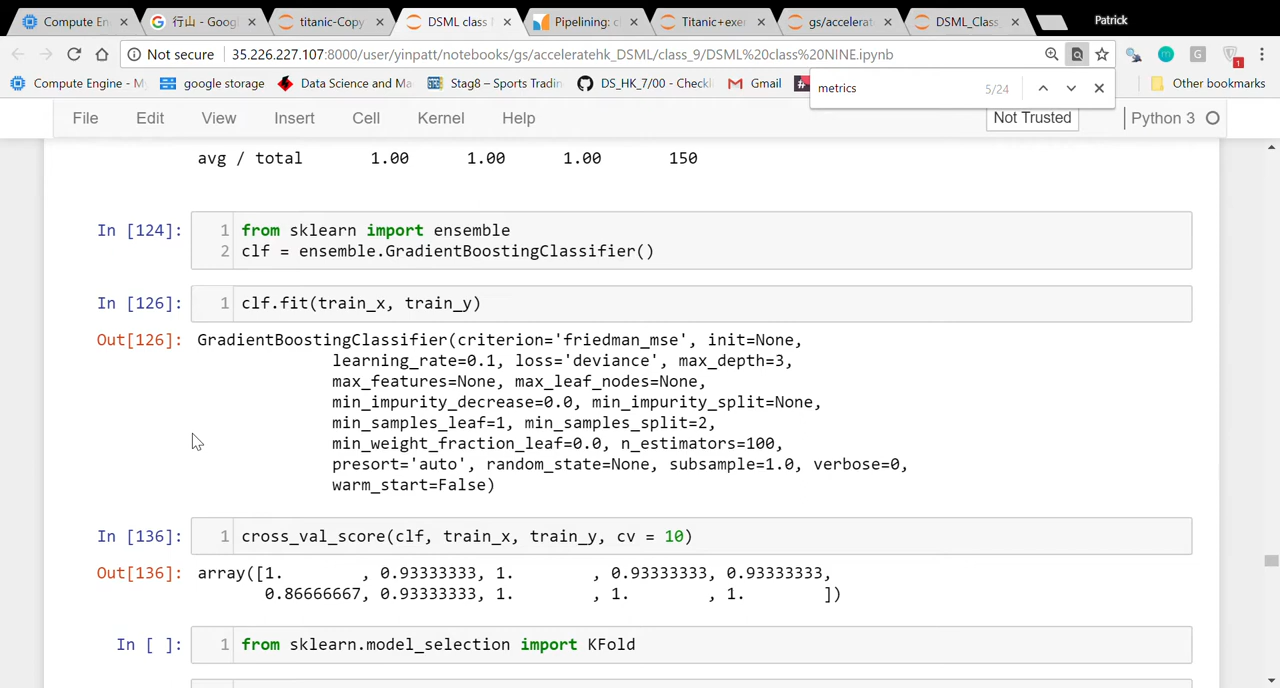 Compute En
行山 - Goog
titanic-Copy
DSML class
Pipelining: c
Titanic+exer
gs/accelerat
DSML_Class
Patrick
Not secure
35.226.227.107:8000/user/yinpatt/notebooks/gs/acceleratehk_DSML/class_9/DSML%20class%20NINE.ipynb
Compute Engine - My
google storage
Data Science and Ma
Stag8 – Sports Tradin
DS_HK_7/00 - Checkl
Gmail
Other bookmarks
metrics 5/24
File Edit View Insert Cell Kernel Help
Not Trusted
Python 3
avg / total 1.00 1.00 1.00 150
In [124]:
1 from sklearn import ensemble
2 clf = ensemble.GradientBoostingClassifier()
In [126]:
1 clf.fit(train_x, train_y)
Out[126]: GradientBoostingClassifier(criterion='friedman_mse', init=None,
learning_rate=0.1, loss='deviance', max_depth=3,
max_features=None, max_leaf_nodes=None,
min_impurity_decrease=0.0, min_impurity_split=None,
min_samples_leaf=1, min_samples_split=2,
min_weight_fraction_leaf=0.0, n_estimators=100,
presort='auto', random_state=None, subsample=1.0, verbose=0,
warm_start=False)
In [136]:
1 cross_val_score(clf, train_x, train_y, cv = 10)
Out[136]: array([1. , 0.93333333, 1. , 0.93333333, 0.93333333,
0.86666667, 0.93333333, 1. , 1. , 1. ])
In [ ]:
1 from sklearn.model_selection import KFold